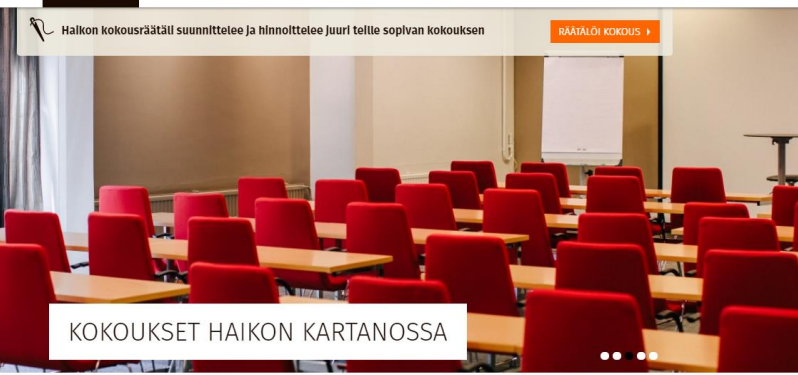 Haikon kokousräätäli suunnittelee ja hinnoittelee juuri teille sopivan kokouksen
RÄÄTÄLÖI KOKOUS
KOKOUKSET HAIKON KARTANOSSA